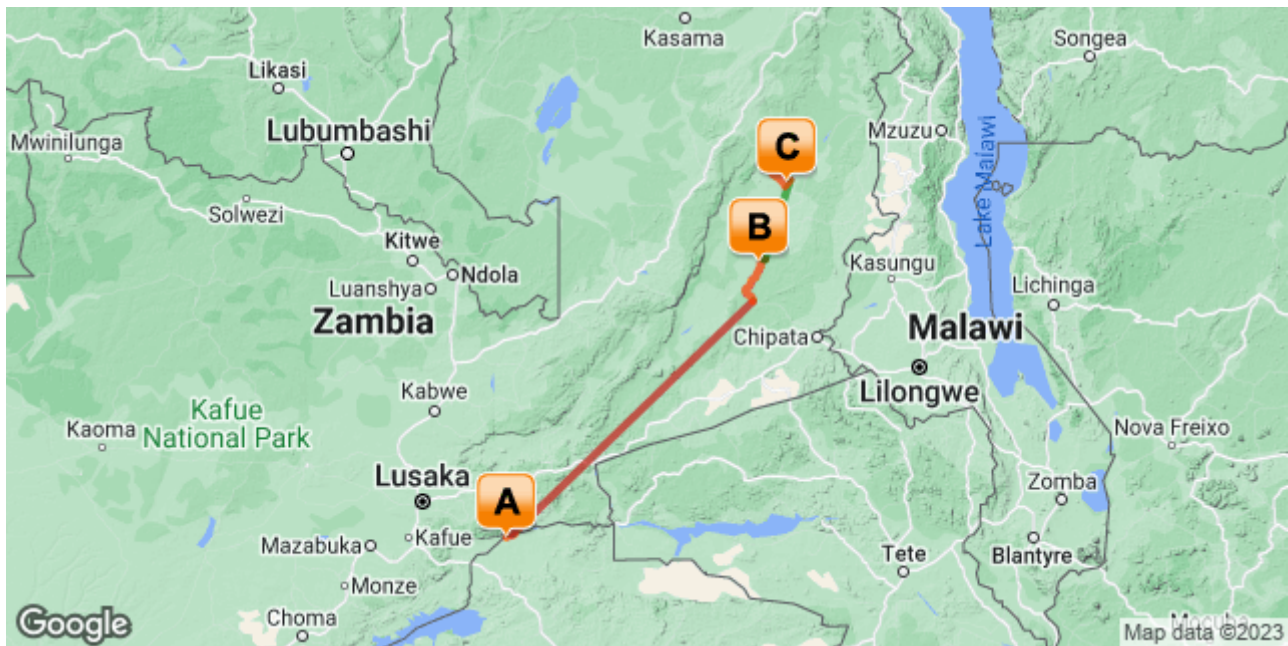 Kasama
Songea
Likasi
Mwinilunga
Lubumbashi
Mzuzu
C
Lake Malawi
Solwezi
B
Kitwe
Ndola
Kasungu
Luanshya
Lichinga
Zambia
Chipata
Malawi
Kabwe
Lilongwe
Kafue
National Park
Kaoma
Nova Freixo
Lusaka
A
Zomba
Kafue
Mazabuka
Tete
Blantyre
Monze
Choma
Google
Mocuba
Map data ©2023